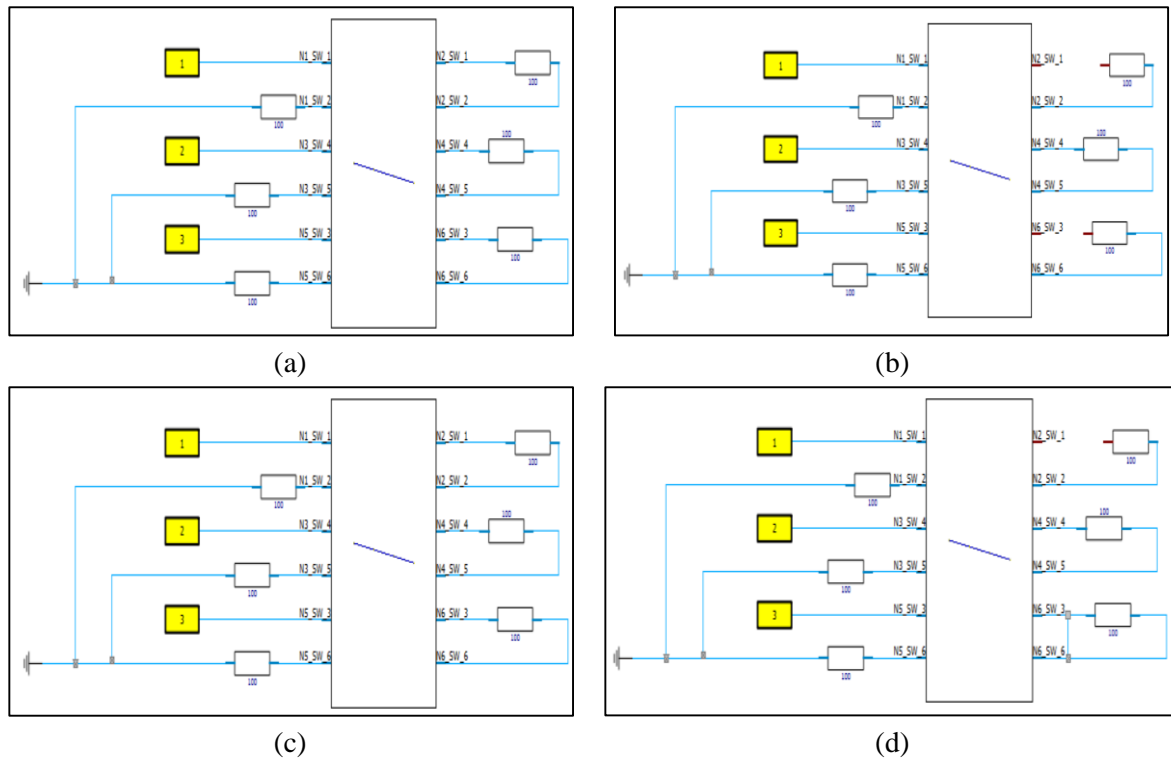 1 N1_SW_1 N2_SW_1 100
N1_SW_2 N2_SW_2
100 100
2 N3_SW_4 N4_SW_4
N3_SW_5 N4_SW_5
100
3 N5_SW_3 N6_SW_3
100
N5_SW_6 N6_SW_6
100
(a)
1 N1_SW_1 N2_SW_1 100
N1_SW_2 N2_SW_2
100 100
2 N3_SW_4 N4_SW_4
N3_SW_5 N4_SW_5
100
3 N5_SW_3 N6_SW_3
100
N5_SW_6 N6_SW_6
100
(b)
1 N1_SW_1 N2_SW_1 100
N1_SW_2 N2_SW_2
100 100
2 N3_SW_4 N4_SW_4
N3_SW_5 N4_SW_5
100
3 N5_SW_3 N6_SW_3
100
N5_SW_6 N6_SW_6
100
(c)
1 N1_SW_1 N2_SW_1 100
N1_SW_2 N2_SW_2
100 100
2 N3_SW_4 N4_SW_4
N3_SW_5 N4_SW_5
100
3 N5_SW_3 N6_SW_3
100
N5_SW_6 N6_SW_6
100
(d)